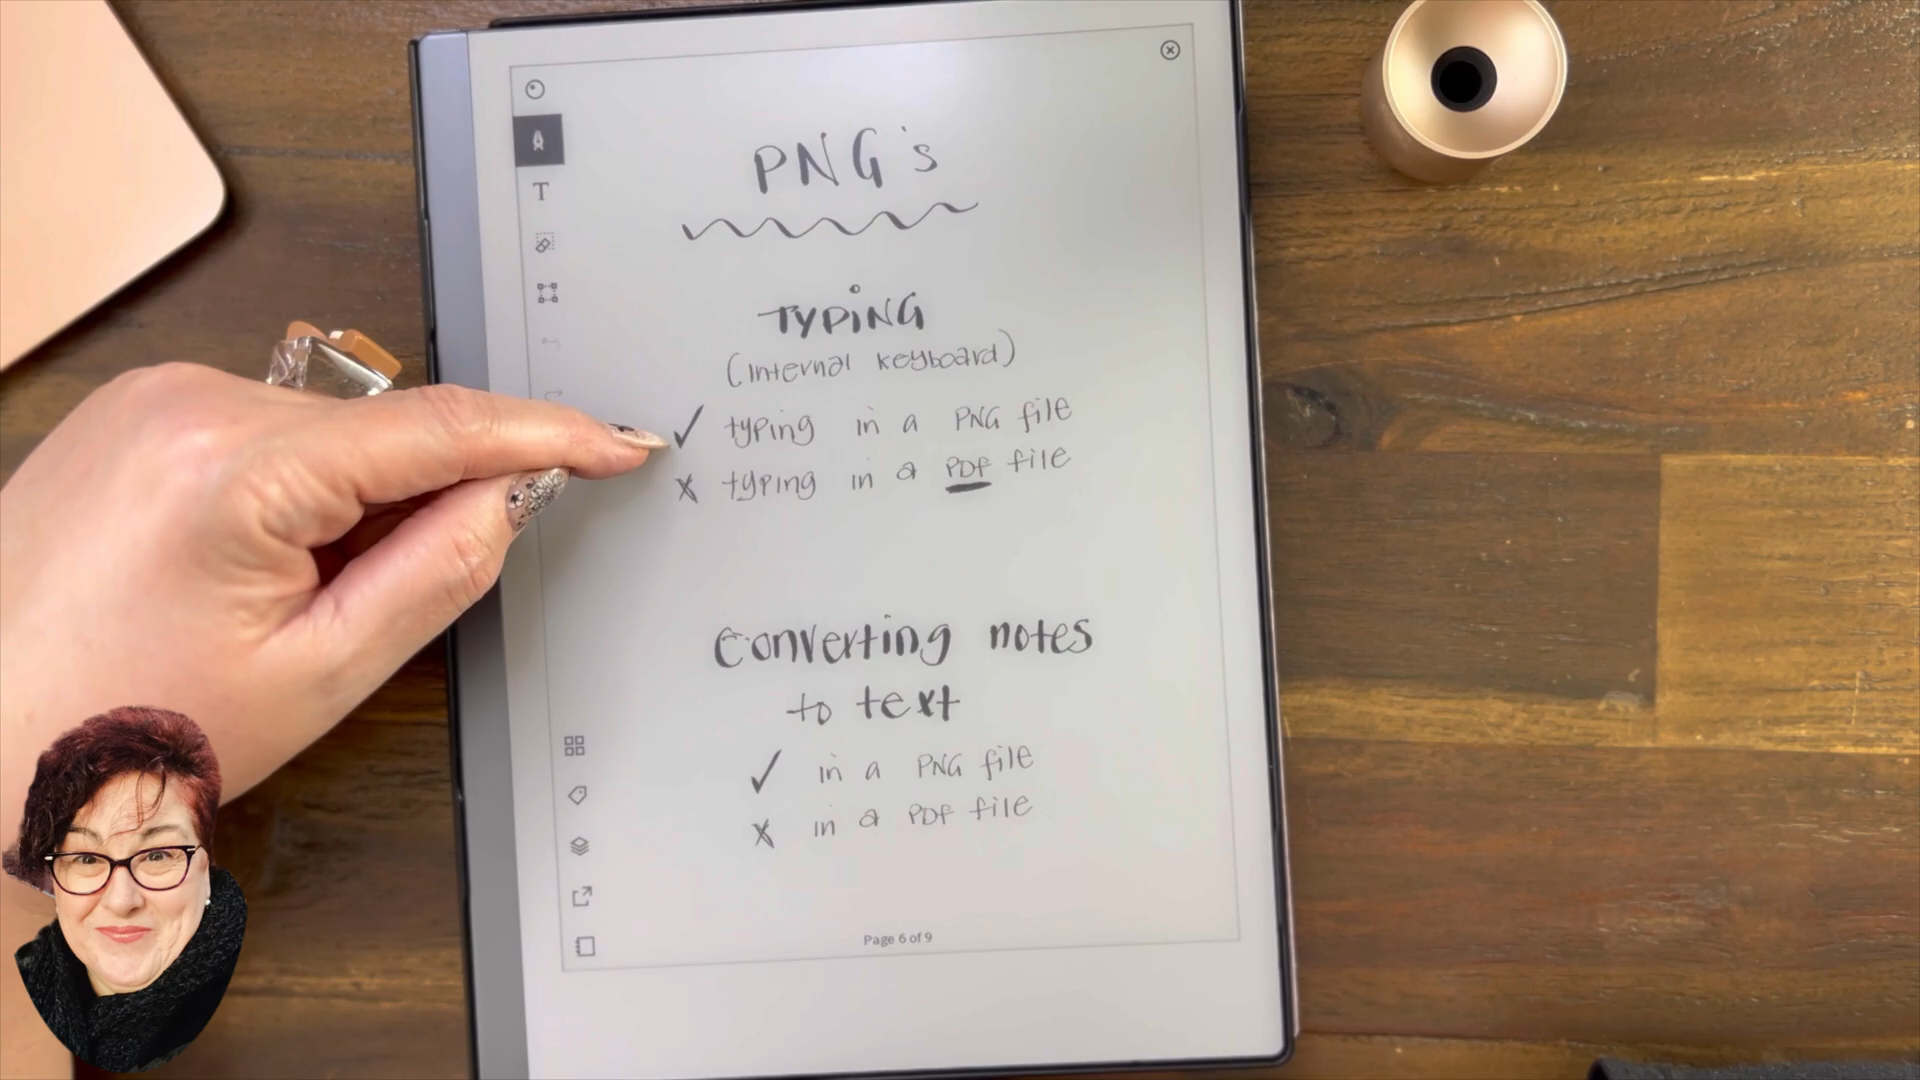 PNG's
T
TYPING
(internal keyboard)
✓ typing in a PNG file
x typing in a PDF file
Converting notes
to text
✓ in a PNG file
x in a PDF file
Page 6 of 9